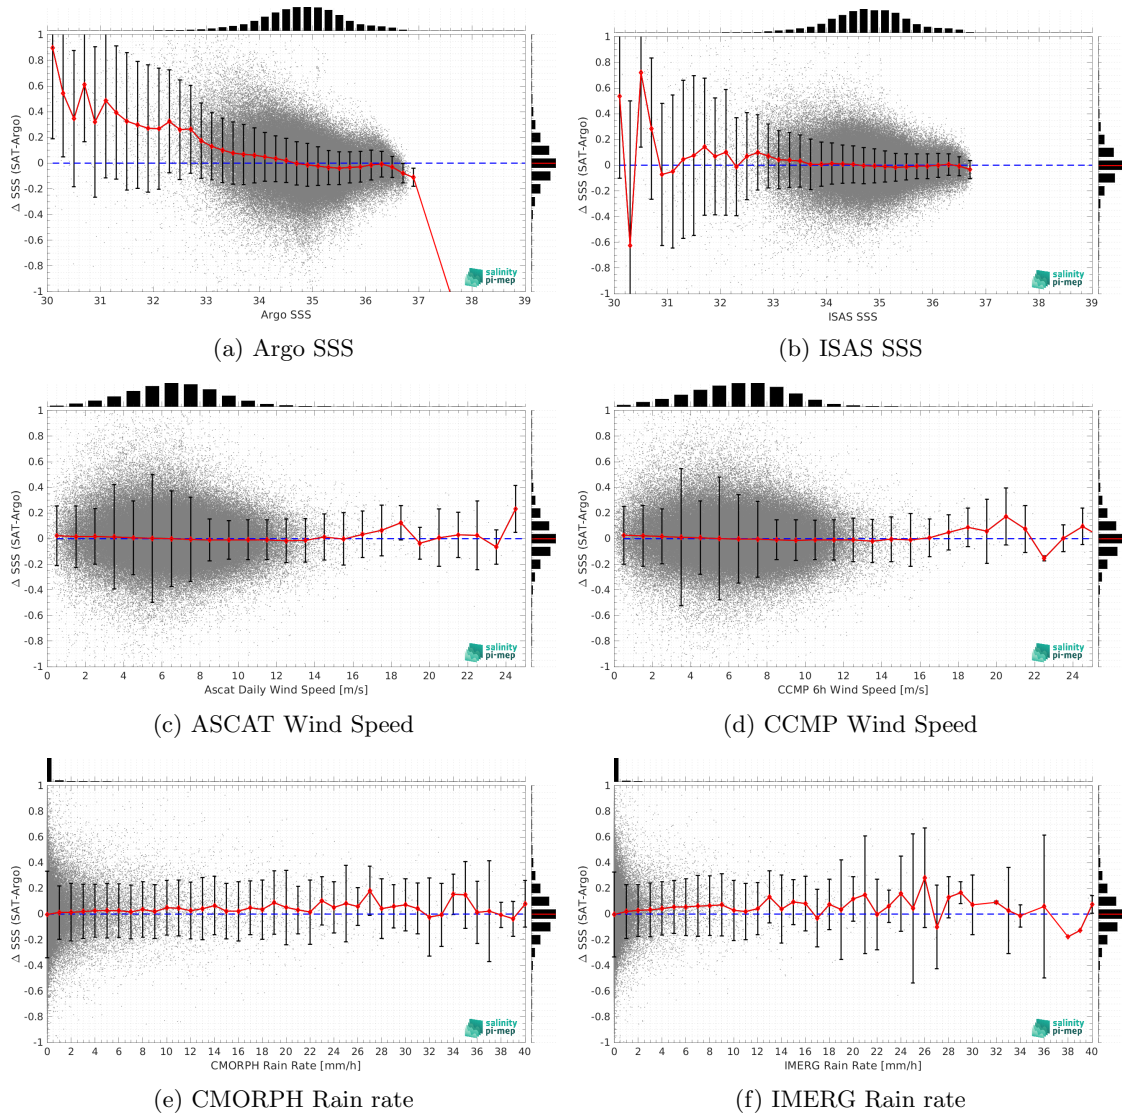 1
0.8
0.6
0.4
0.2
0
-0.2
-0.4
-0.6
-0.8
-1
Δ SSS (SAT-Argo)
30 31 32 33 34 35 36 37 38 39
Argo SSS
salinity
pi-mep
(a) Argo SSS
1
0.8
0.6
0.4
0.2
0
-0.2
-0.4
-0.6
-0.8
-1
Δ SSS (SAT-Argo)
30 31 32 33 34 35 36 37 38 39
ISAS SSS
salinity
pi-mep
(b) ISAS SSS
1
0.8
0.6
0.4
0.2
0
-0.2
-0.4
-0.6
-0.8
-1
Δ SSS (SAT-Argo)
0 2 4 6 8 10 12 14 16 18 20 22 24
Ascat Daily Wind Speed [m/s]
salinity
pi-mep
(c) ASCAT Wind Speed
1
0.8
0.6
0.4
0.2
0
-0.2
-0.4
-0.6
-0.8
-1
Δ SSS (SAT-Argo)
0 2 4 6 8 10 12 14 16 18 20 22 24
CCMP 6h Wind Speed [m/s]
salinity
pi-mep
(d) CCMP Wind Speed
1
0.8
0.6
0.4
0.2
0
-0.2
-0.4
-0.6
-0.8
-1
Δ SSS (SAT-Argo)
0 2 4 6 8 10 12 14 16 18 20 22 24 26 28 30 32 34 36 38 40
CMORPH Rain Rate [mm/h]
salinity
pi-mep
(e) CMORPH Rain rate
1
0.8
0.6
0.4
0.2
0
-0.2
-0.4
-0.6
-0.8
-1
Δ SSS (SAT-Argo)
0 2 4 6 8 10 12 14 16 18 20 22 24 26 28 30 32 34 36 38 40
IMERG Rain Rate [mm/h]
salinity
pi-mep
(f) IMERG Rain rate